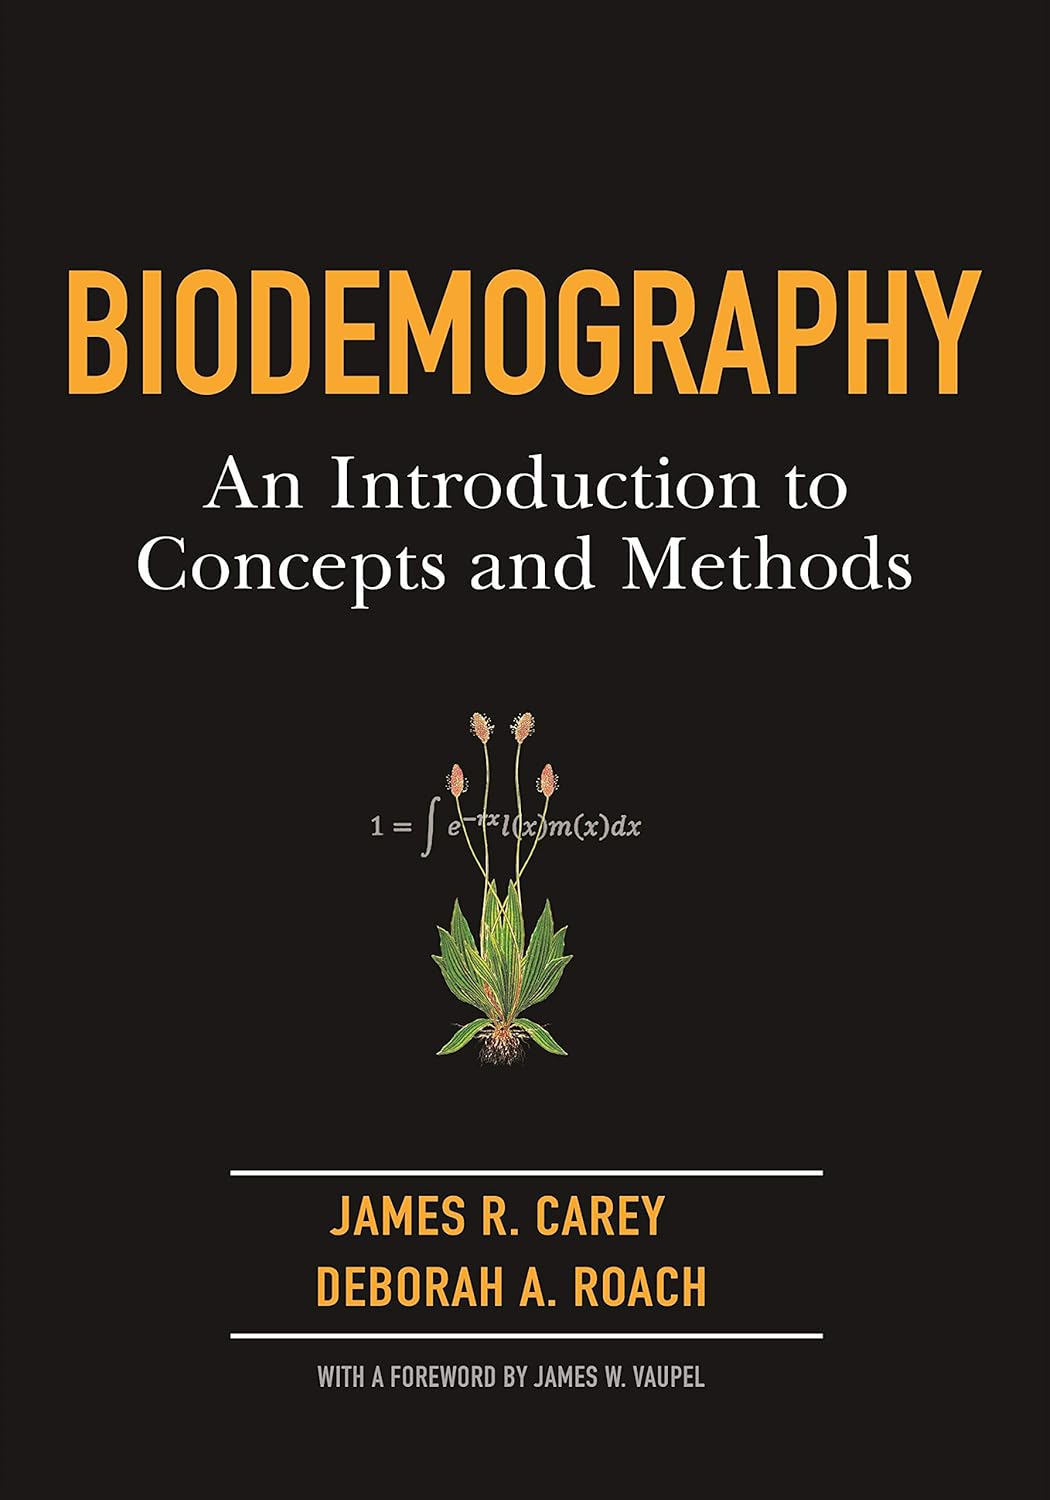 BIODEMOGRAPHY
An Introduction to
Concepts and Methods
1 = ∫ e^{-rx}l(x)m(x)dx
JAMES R. CAREY
DEBORAH A. ROACH
WITH A FOREWORD BY JAMES W. VAUPEL